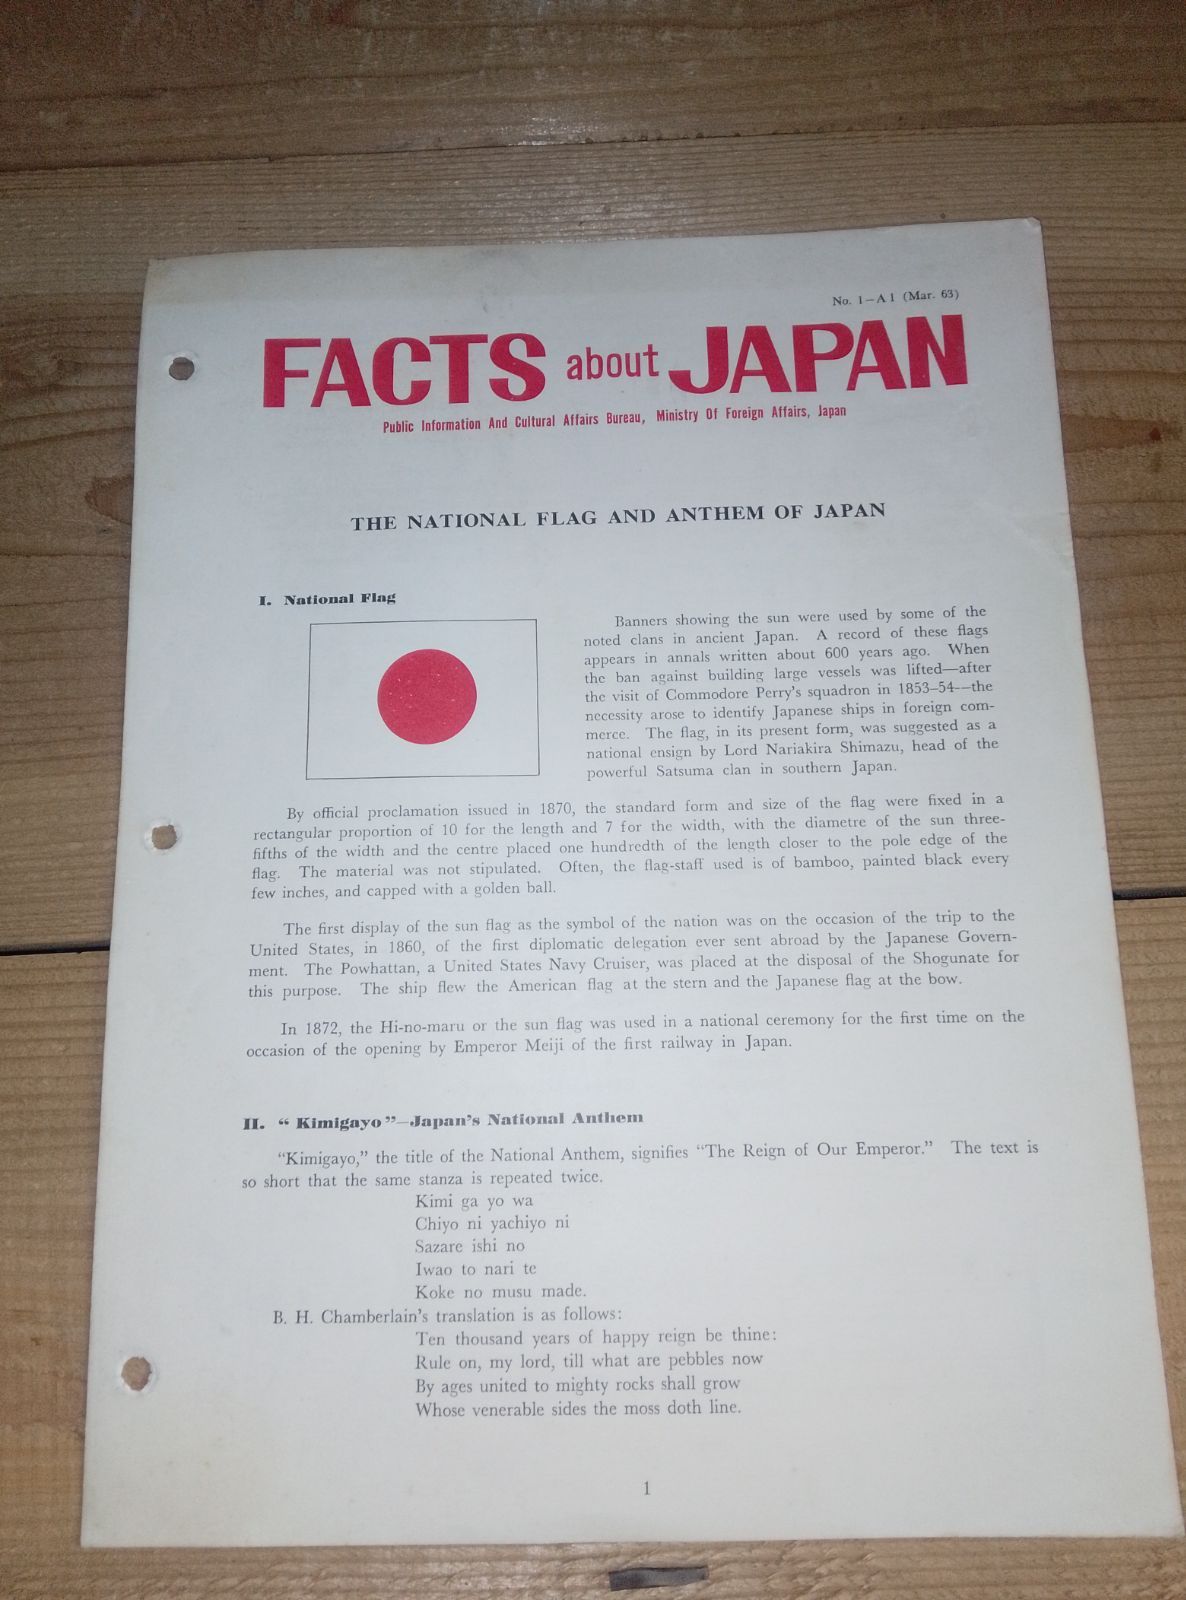 No. 1–A 1 (Mar. 63)
FACTS about JAPAN
Public Information And Cultural Affairs Bureau, Ministry Of Foreign Affairs, Japan
THE NATIONAL FLAG AND ANTHEM OF JAPAN
I. National Flag
Banners showing the sun were used by some of the
noted clans in ancient Japan. A record of these flags
appears in annals written about 600 years ago. When
the ban against building large vessels was lifted—after
the visit of Commodore Perry's squadron in 1853–54—the
necessity arose to identify Japanese ships in foreign com-
merce. The flag, in its present form, was suggested as a
national ensign by Lord Nariakira Shimazu, head of the
powerful Satsuma clan in southern Japan.
By official proclamation issued in 1870, the standard form and size of the flag were fixed in a
rectangular proportion of 10 for the length and 7 for the width, with the diametre of the sun three-
fifths of the width and the centre placed one hundredth of the length closer to the pole edge of the
flag. The material was not stipulated. Often, the flag-staff used is of bamboo, painted black every
few inches, and capped with a golden ball.
The first display of the sun flag as the symbol of the nation was on the occasion of the trip to the
United States, in 1860, of the first diplomatic delegation ever sent abroad by the Japanese Govern-
ment. The Powhattan, a United States Navy Cruiser, was placed at the disposal of the Shogunate for
this purpose. The ship flew the American flag at the stern and the Japanese flag at the bow.
In 1872, the Hi-no-maru or the sun flag was used in a national ceremony for the first time on the
occasion of the opening by Emperor Meiji of the first railway in Japan.
II. "Kimigayo"—Japan's National Anthem
"Kimigayo," the title of the National Anthem, signifies "The Reign of Our Emperor." The text is
so short that the same stanza is repeated twice.
Kimi ga yo wa
Chiyo ni yachiyo ni
Sazare ishi no
Iwao to nari te
Koke no musu made.
B. H. Chamberlain's translation is as follows:
Ten thousand years of happy reign be thine:
Rule on, my lord, till what are pebbles now
By ages united to mighty rocks shall grow
Whose venerable sides the moss doth line.
1